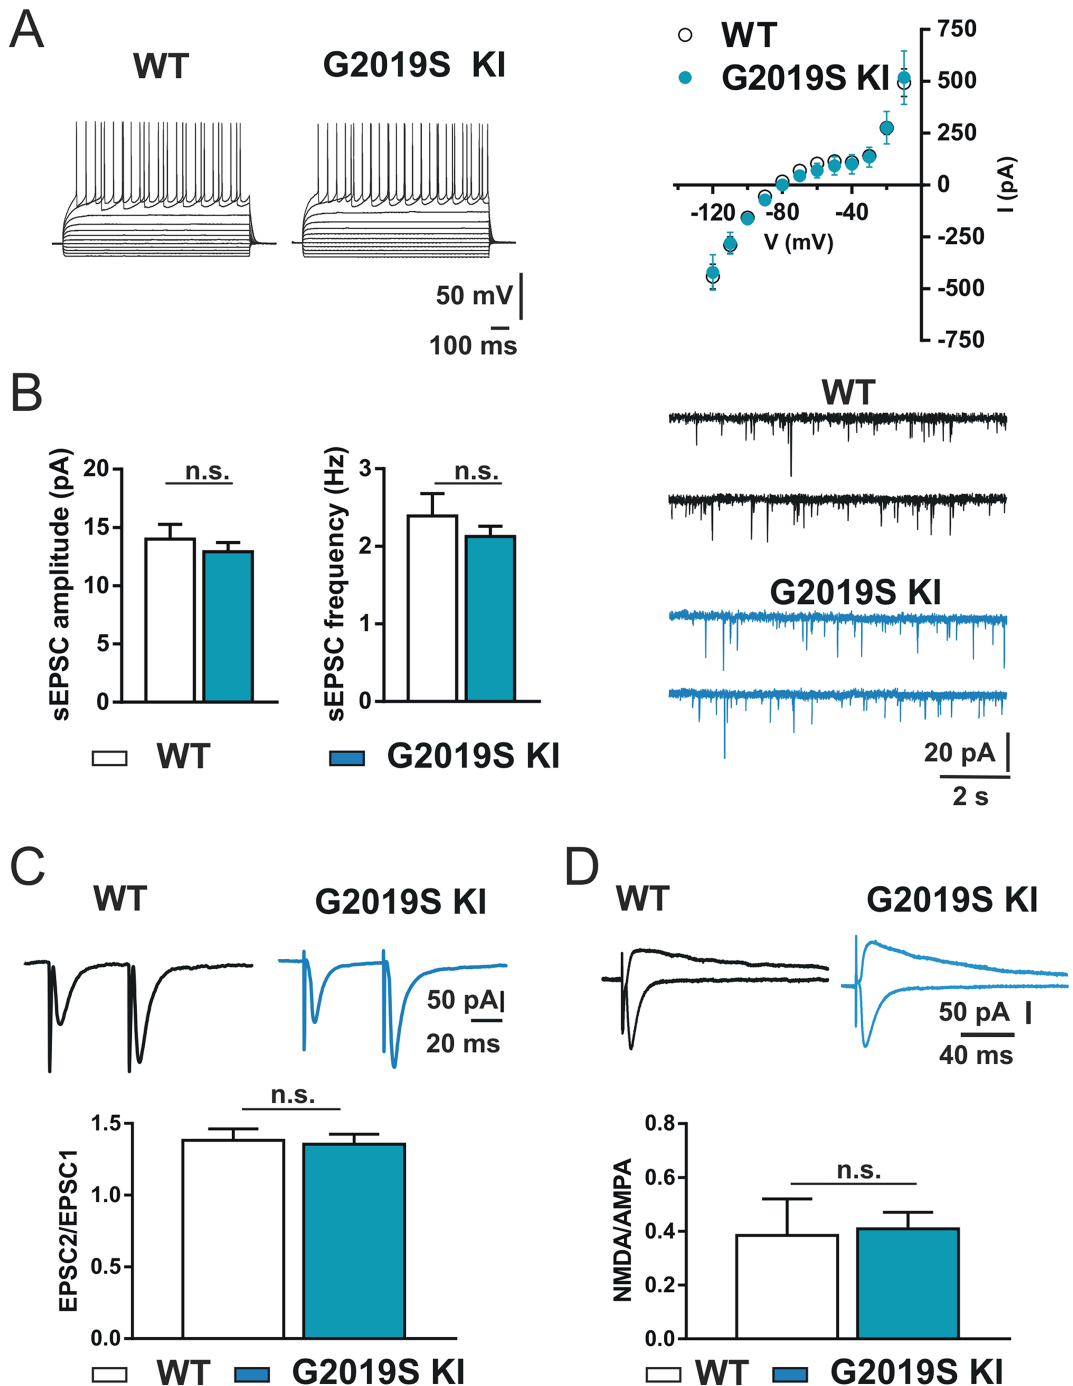 A
WT
G2019S KI
50 mV
100 ms
WT
G2019S KI
750
500
250
0
-250
-500
-750
I (pA)
-120
-80
-40
V (mV)
B
sEPSC amplitude (pA)
20
15
10
5
0
n.s.
sEPSC frequency (Hz)
3
2
1
0
n.s.
WT
G2019S KI
WT
G2019S KI
20 pA
2 s
C
WT
G2019S KI
50 pA
20 ms
n.s.
EPSC2/EPSC1
1.5
1.0
0.5
0.0
WT
G2019S KI
D
WT
G2019S KI
50 pA
40 ms
n.s.
NMDA/AMPA
0.8
0.6
0.4
0.2
0.0
WT
G2019S KI